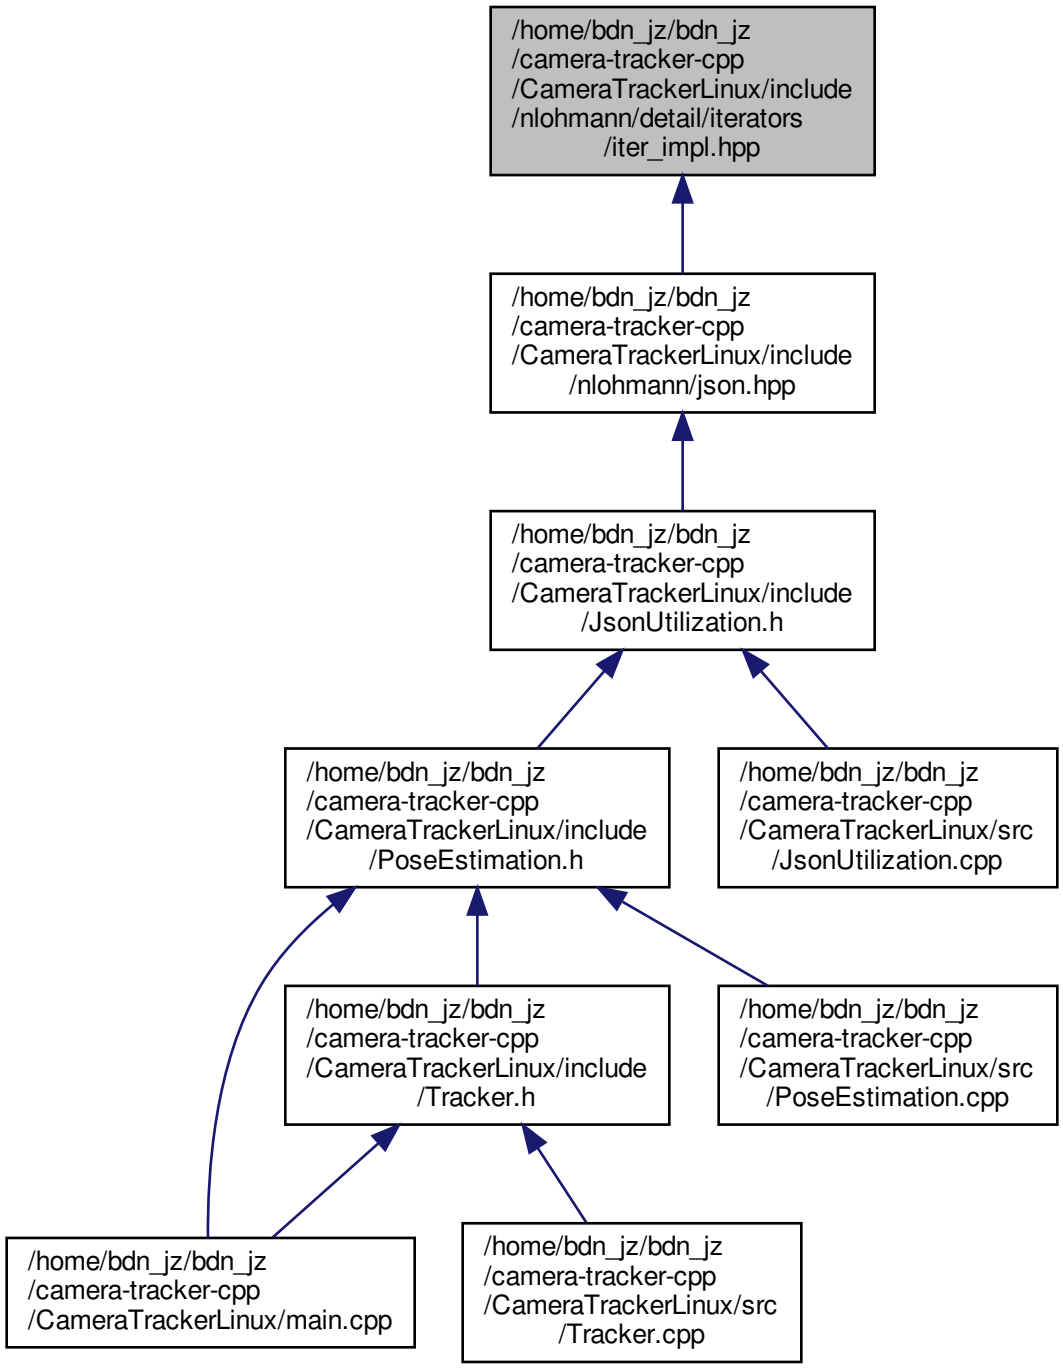 /home/bdn_jz/bdn_jz
/camera-tracker-cpp
/CameraTrackerLinux/include
/nlohmann/detail/iterators
/iter_impl.hpp
/home/bdn_jz/bdn_jz
/camera-tracker-cpp
/CameraTrackerLinux/include
/nlohmann/json.hpp
/home/bdn_jz/bdn_jz
/camera-tracker-cpp
/CameraTrackerLinux/include
/JsonUtilization.h
/home/bdn_jz/bdn_jz
/camera-tracker-cpp
/CameraTrackerLinux/include
/PoseEstimation.h
/home/bdn_jz/bdn_jz
/camera-tracker-cpp
/CameraTrackerLinux/src
/JsonUtilization.cpp
/home/bdn_jz/bdn_jz
/camera-tracker-cpp
/CameraTrackerLinux/include
/Tracker.h
/home/bdn_jz/bdn_jz
/camera-tracker-cpp
/CameraTrackerLinux/src
/PoseEstimation.cpp
/home/bdn_jz/bdn_jz
/camera-tracker-cpp
/CameraTrackerLinux/main.cpp
/home/bdn_jz/bdn_jz
/camera-tracker-cpp
/CameraTrackerLinux/src
/Tracker.cpp